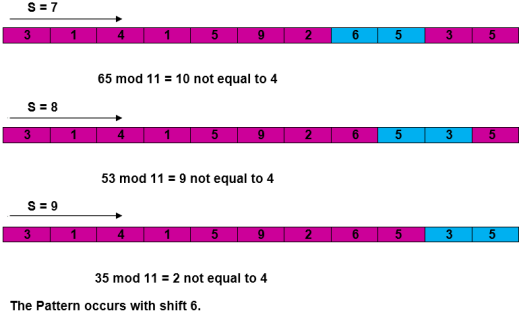 S = 7
3 1 4 1 5 9 2 6 5 3 5
65 mod 11 = 10 not equal to 4
S = 8
3 1 4 1 5 9 2 6 5 3 5
53 mod 11 = 9 not equal to 4
S = 9
3 1 4 1 5 9 2 6 5 3 5
35 mod 11 = 2 not equal to 4
The Pattern occurs with shift 6.